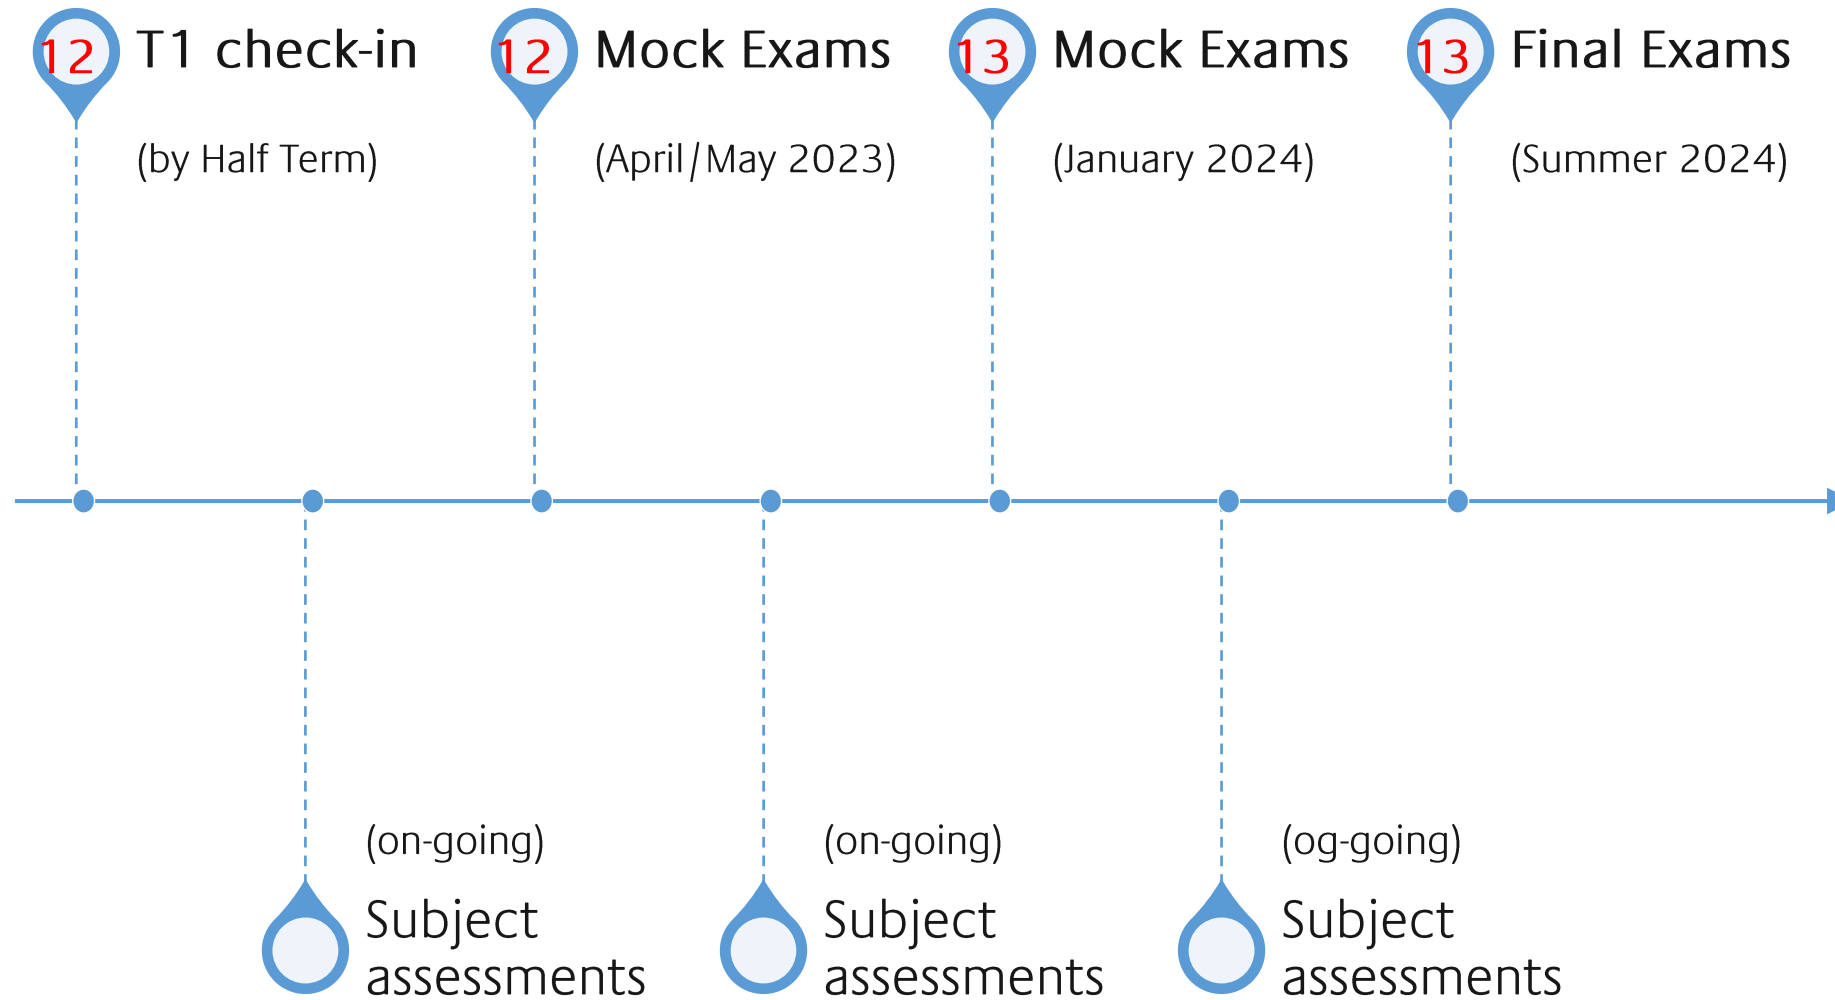 12 T1 check-in
(by Half Term)
12 Mock Exams
(April/May 2023)
13 Mock Exams
(January 2024)
13 Final Exams
(Summer 2024)
(on-going)
Subject
assessments
(on-going)
Subject
assessments
(og-going)
Subject
assessments